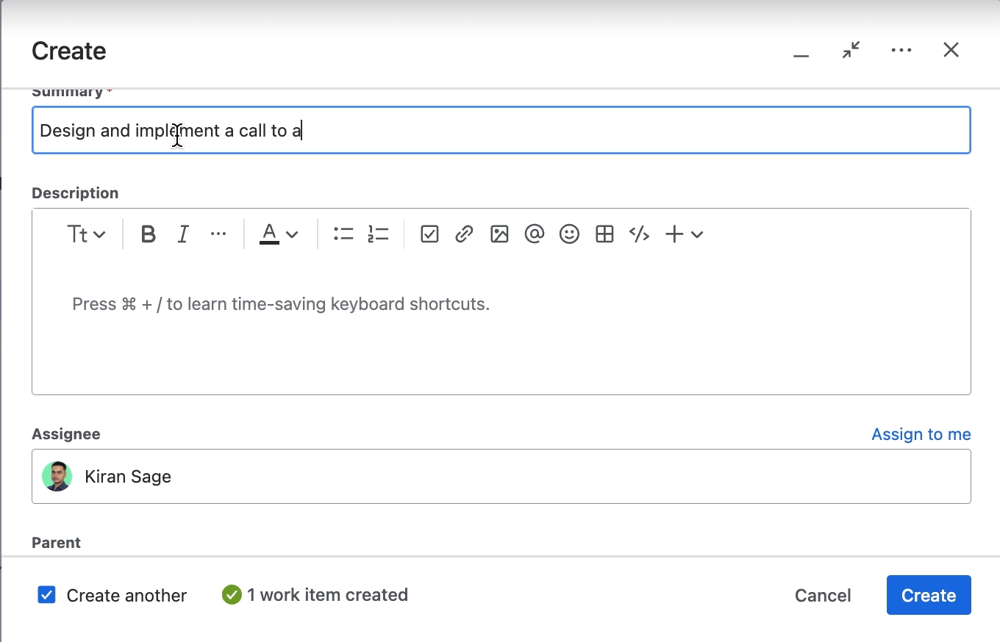 Create
Summary *
Design and implement a call to a
Description
Tt
B I ... A
Press ⌘ + / to learn time-saving keyboard shortcuts.
Assignee
Assign to me
Kiran Sage
Parent
Create another
1 work item created
Cancel
Create